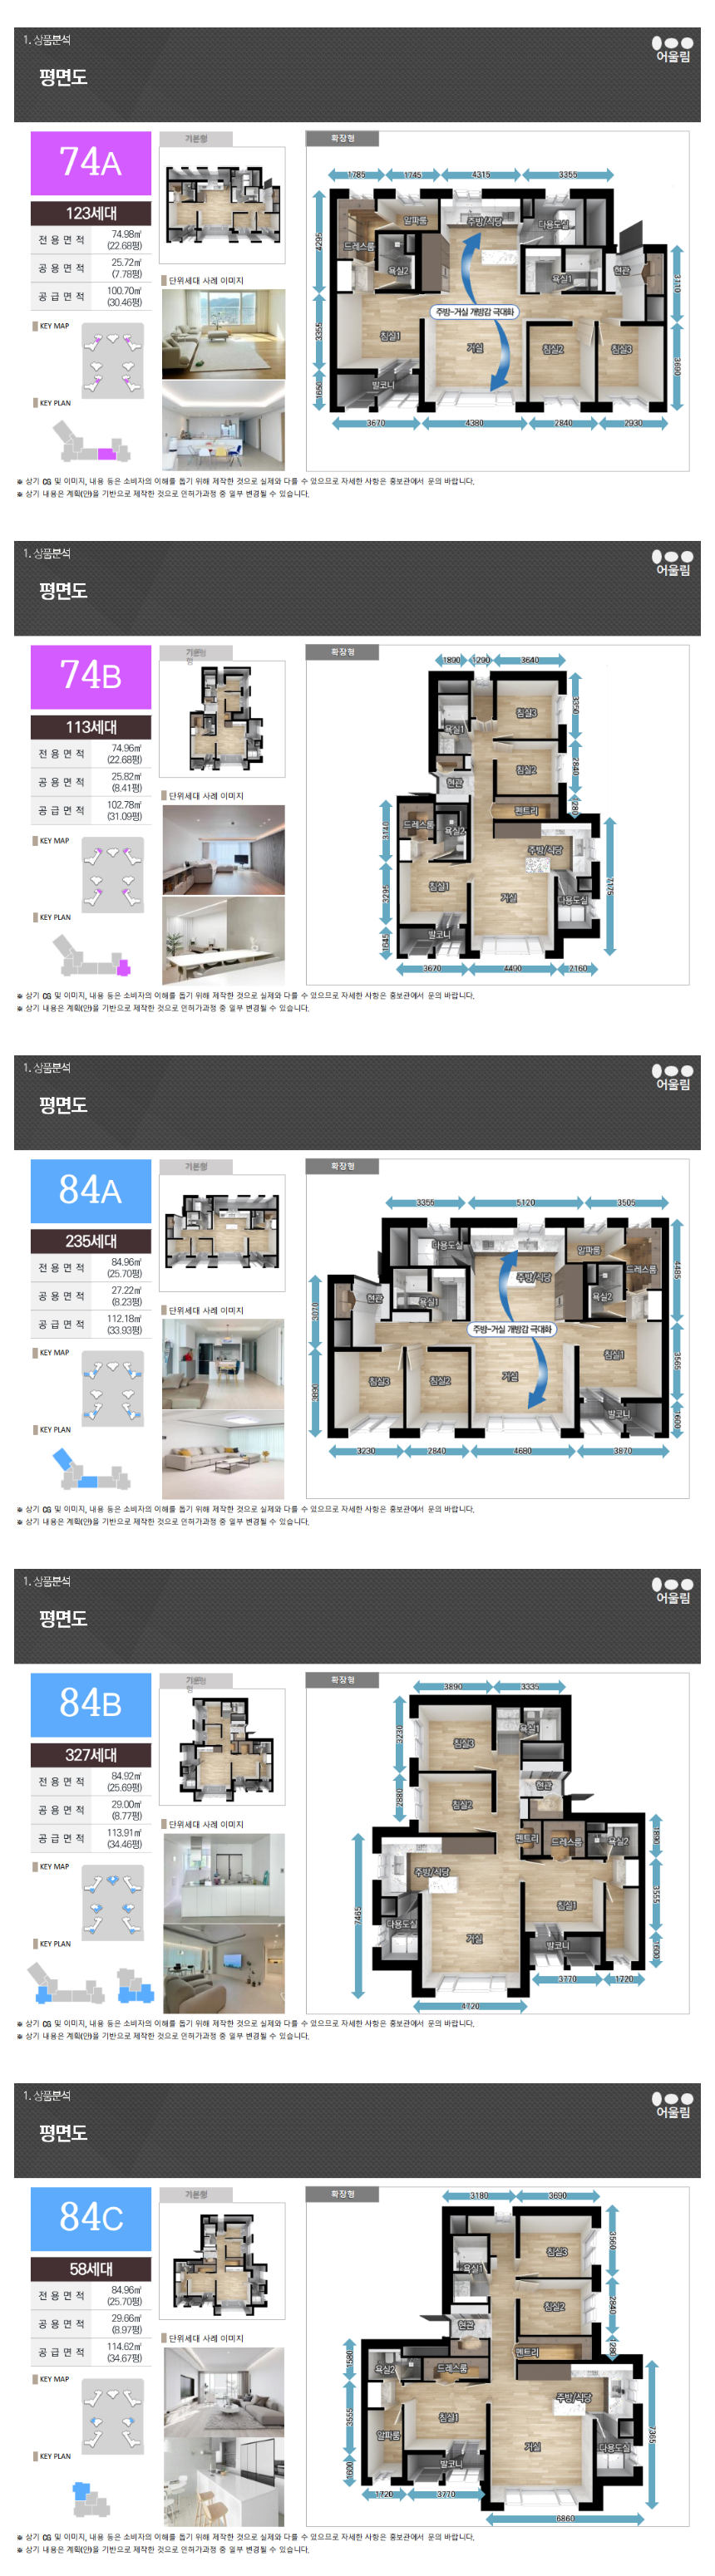 1. 상품분석
어울림
평면도
74A
123세대
전용면적 74.98㎡ (22.68평)
공용면적 25.72㎡ (7.78평)
공급면적 100.70㎡ (30.46평)
KEY MAP
KEY PLAN
기본형
단위세대 사례 이미지
확장형
1785 1745 4315 3355
4295 3355 1650
3110 3690
알파룸 주방/식당 다용도실
드레스룸 욕실2 욕실1 현관
주방-거실 개방감 극대화
침실1 거실 침실2 침실3
발코니
3670 4380 2840 2930
※ 상기 CG 및 이미지, 내용 등은 소비자의 이해를 돕기 위해 제작한 것으로 실제와 다를 수 있으므로 자세한 사항은 홍보관에서 문의 바랍니다.
※ 상기 내용은 계획(안)을 기반으로 제작한 것으로 인허가과정 중 일부 변경될 수 있습니다.
1. 상품분석
어울림
평면도
74B
113세대
전용면적 74.96㎡ (22.68평)
공용면적 25.82㎡ (8.41평)
공급면적 102.78㎡ (31.09평)
KEY MAP
KEY PLAN
기본형
단위세대 사례 이미지
확장형
1890 1290 3640
3350 2840 1280 7175
3140 3295 1645
침실3
욕실1
침실2
현관
팬트리
드레스룸 욕실2
주방/식당
침실1 거실 다용도실
발코니
3670 4490 2160
※ 상기 CG 및 이미지, 내용 등은 소비자의 이해를 돕기 위해 제작한 것으로 실제와 다를 수 있으므로 자세한 사항은 홍보관에서 문의 바랍니다.
※ 상기 내용은 계획(안)을 기반으로 제작한 것으로 인허가과정 중 일부 변경될 수 있습니다.
1. 상품분석
어울림
평면도
84A
235세대
전용면적 84.96㎡ (25.70평)
공용면적 27.22㎡ (8.23평)
공급면적 112.18㎡ (33.93평)
KEY MAP
KEY PLAN
기본형
단위세대 사례 이미지
확장형
3355 5120 3505
3070 3890
4485 3565 1600
다용도실 주방/식당 알파룸
드레스룸
현관 욕실1 욕실2
주방-거실 개방감 극대화
침실3 침실2 거실 침실1
발코니
3230 2840 4680 3870
※ 상기 CG 및 이미지, 내용 등은 소비자의 이해를 돕기 위해 제작한 것으로 실제와 다를 수 있으므로 자세한 사항은 홍보관에서 문의 바랍니다.
※ 상기 내용은 계획(안)을 기반으로 제작한 것으로 인허가과정 중 일부 변경될 수 있습니다.
1. 상품분석
어울림
평면도
84B
327세대
전용면적 84.92㎡ (25.69평)
공용면적 29.00㎡ (8.77평)
공급면적 113.91㎡ (34.46평)
KEY MAP
KEY PLAN
기본형
단위세대 사례 이미지
확장형
3890 3335
3230 2880 7465
1890 3555 1600
침실3 욕실1
침실2 현관
팬트리 드레스룸 욕실2
주방/식당
침실1
다용도실 거실 발코니
3770 1720
4720
※ 상기 CG 및 이미지, 내용 등은 소비자의 이해를 돕기 위해 제작한 것으로 실제와 다를 수 있으므로 자세한 사항은 홍보관에서 문의 바랍니다.
※ 상기 내용은 계획(안)을 기반으로 제작한 것으로 인허가과정 중 일부 변경될 수 있습니다.
1. 상품분석
어울림
평면도
84C
58세대
전용면적 84.96㎡ (25.70평)
공용면적 29.66㎡ (8.97평)
공급면적 114.62㎡ (34.67평)
KEY MAP
KEY PLAN
기본형
단위세대 사례 이미지
확장형
3180 3690
3560 2840 1280 7365
1580 3555 1600
침실3
욕실1
침실2
현관
팬트리
욕실2 드레스룸
주방/식당
침실1
알파룸 거실 다용도실
발코니
1720 3770
6860
※ 상기 CG 및 이미지, 내용 등은 소비자의 이해를 돕기 위해 제작한 것으로 실제와 다를 수 있으므로 자세한 사항은 홍보관에서 문의 바랍니다.
※ 상기 내용은 계획(안)을 기반으로 제작한 것으로 인허가과정 중 일부 변경될 수 있습니다.